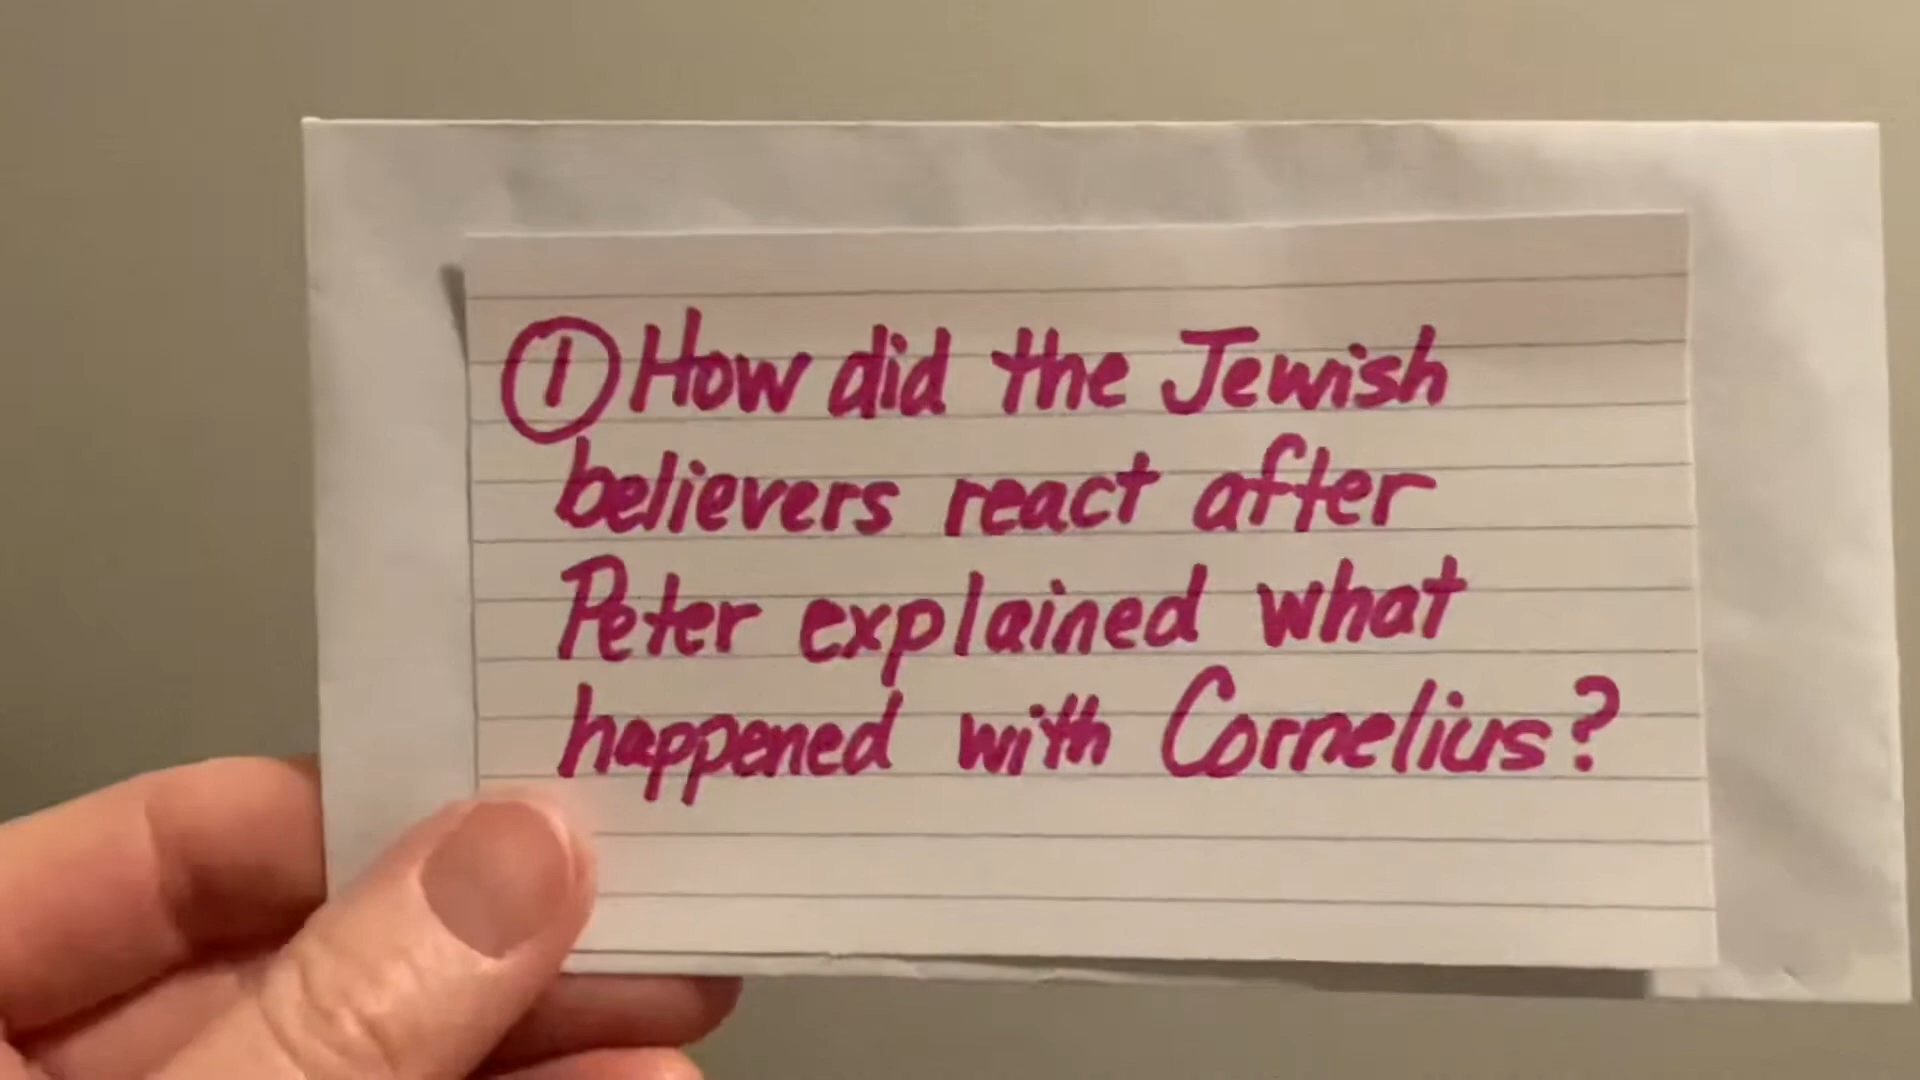 ① How did the Jewish
believers react after
Peter explained what
happened with Cornelius?